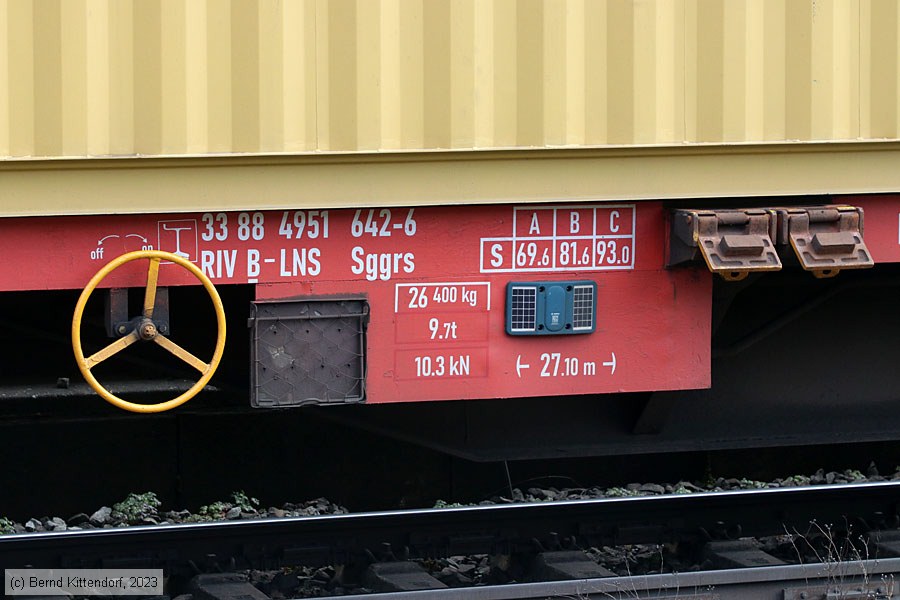 off on
33 88 4951 642-6
RIV B-LNS Sggrs
A B C
S 69.6 81.6 93.0
26 400 kg
9.7t
10.3 kN
27.10 m
(c) Bernd Kittendorf, 2023